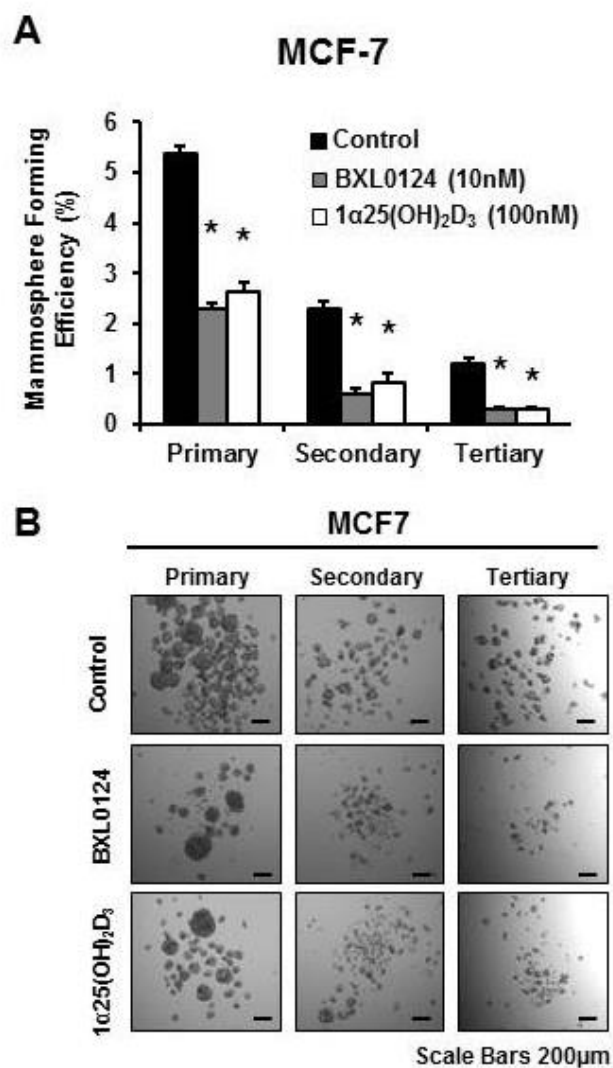 A
MCF-7
Mammosphere Forming
Efficiency (%)
6
5
4
3
2
1
0
Control
BXL0124 (10nM)
1α25(OH)₂D₃ (100nM)
* *
* *
* *
Primary Secondary Tertiary
B
MCF7
Primary Secondary Tertiary
Control
BXL0124
1α25(OH)₂D₃
Scale Bars 200μm